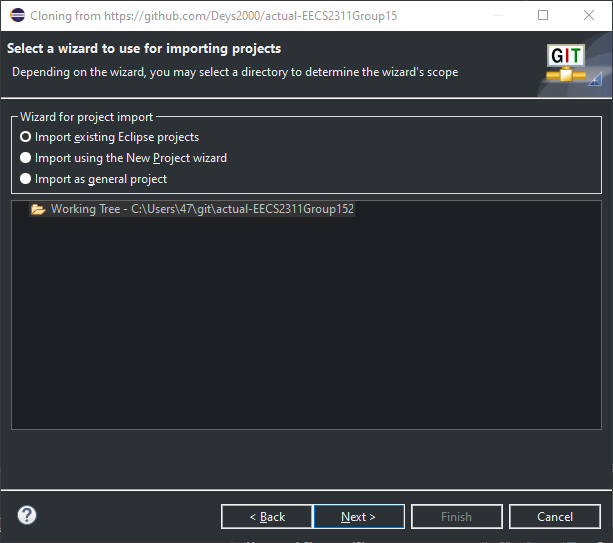 Cloning from https://github.com/Deys2000/actual-EECS2311Group15
Select a wizard to use for importing projects
Depending on the wizard, you may select a directory to determine the wizard's scope
GIT
Wizard for project import
Import existing Eclipse projects
Import using the New Project wizard
Import as general project
Working Tree - C:\Users\47\git\actual-EECS2311Group152
?
< Back
Next >
Finish
Cancel